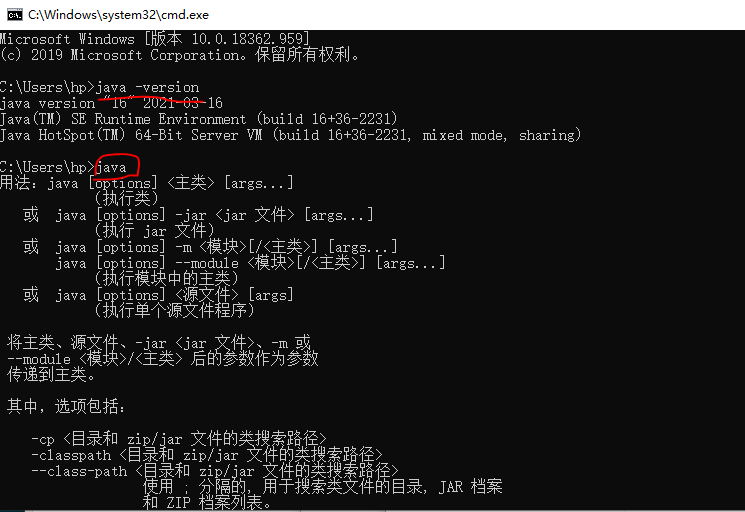 C:\Windows\system32\cmd.exe
Microsoft Windows [版本 10.0.18362.959]
(c) 2019 Microsoft Corporation。保留所有权利。
C:\Users\hp>java -version
java version "16" 2021-03-16
Java(TM) SE Runtime Environment (build 16+36-2231)
Java HotSpot(TM) 64-Bit Server VM (build 16+36-2231, mixed mode, sharing)
C:\Users\hp>java
用法：java [options] <主类> [args...]
(执行类)
或  java [options] -jar <jar 文件> [args...]
(执行 jar 文件)
或  java [options] -m <模块>[/<主类>] [args...]
java [options] --module <模块>[/<主类>] [args...]
(执行模块中的主类)
或  java [options] <源文件> [args]
(执行单个源文件程序)
将主类、源文件、-jar <jar 文件>、-m 或
--module <模块>/<主类> 后的参数作为参数
传递到主类。
其中，选项包括：
-cp <目录和 zip/jar 文件的类搜索路径>
-classpath <目录和 zip/jar 文件的类搜索路径>
--class-path <目录和 zip/jar 文件的类搜索路径>
使用 ; 分隔的, 用于搜索类文件的目录, JAR 档案
和 ZIP 档案列表。